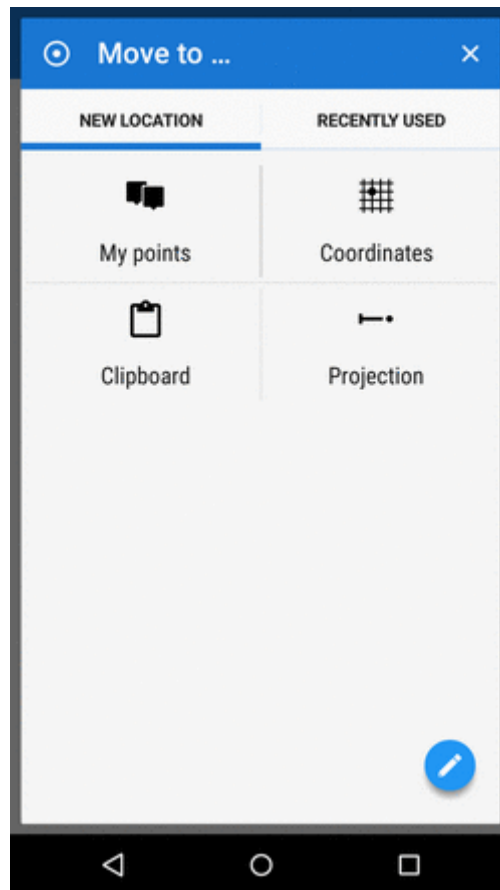 Move to ...
NEW LOCATION
RECENTLY USED
My points
Coordinates
Clipboard
Projection